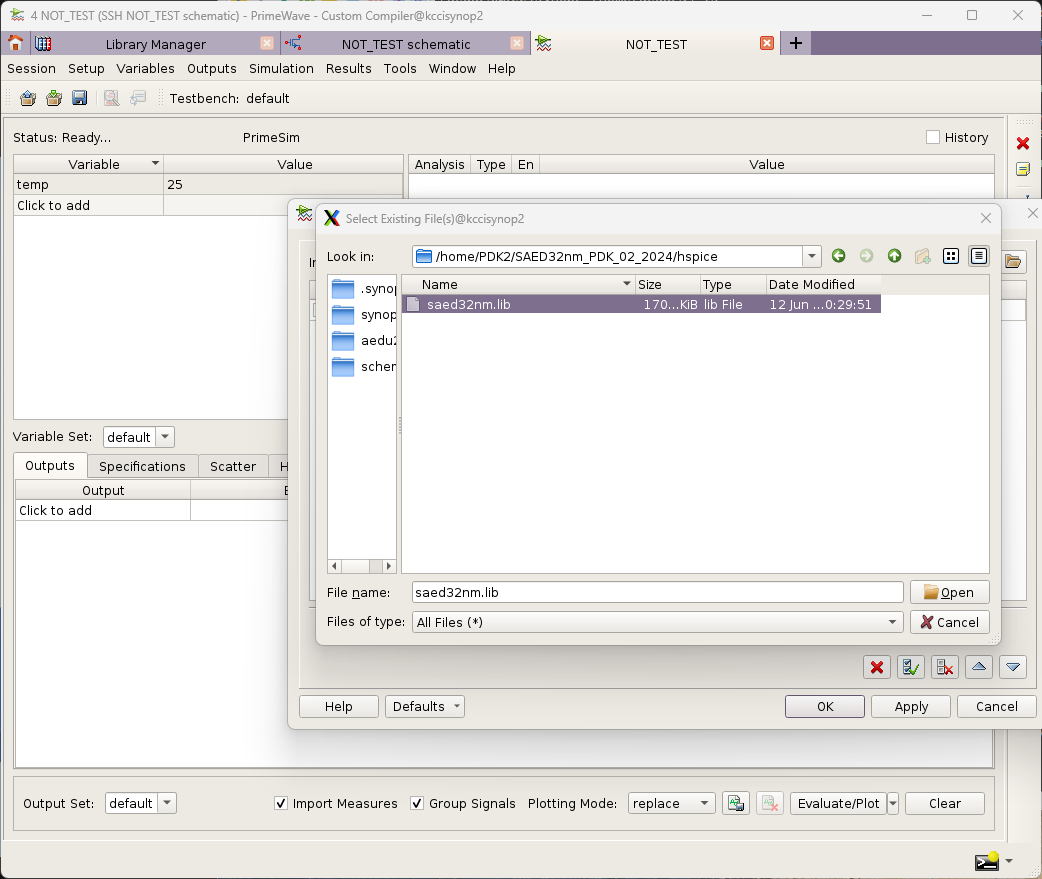 4 NOT_TEST (SSH NOT_TEST schematic) - PrimeWave - Custom Compiler@kccisynop2
Library Manager NOT_TEST schematic NOT_TEST
Session Setup Variables Outputs Simulation Results Tools Window Help
Testbench: default
Status: Ready... PrimeSim History
Variable Value Analysis Type En Value
temp 25
Click to add
Select Existing File(s)@kccisynop2
Look in: /home/PDK2/SAED32nm_PDK_02_2024/hspice
Name Size Type Date Modified
.synop
saed32nm.lib 170...KiB lib File 12 Jun ...0:29:51
synop
aedu2
schem
Variable Set: default
Outputs Specifications Scatter H
Output E
Click to add
File name: saed32nm.lib Open
Files of type: All Files (*) Cancel
Help Defaults OK Apply Cancel
Output Set: default Import Measures Group Signals Plotting Mode: replace Evaluate/Plot Clear